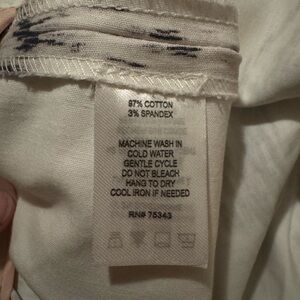 97% COTTON
3% SPANDEX
MACHINE WASH IN
COLD WATER
GENTLE CYCLE
DO NOT BLEACH
HANG TO DRY
COOL IRON IF NEEDED
RN# 75343